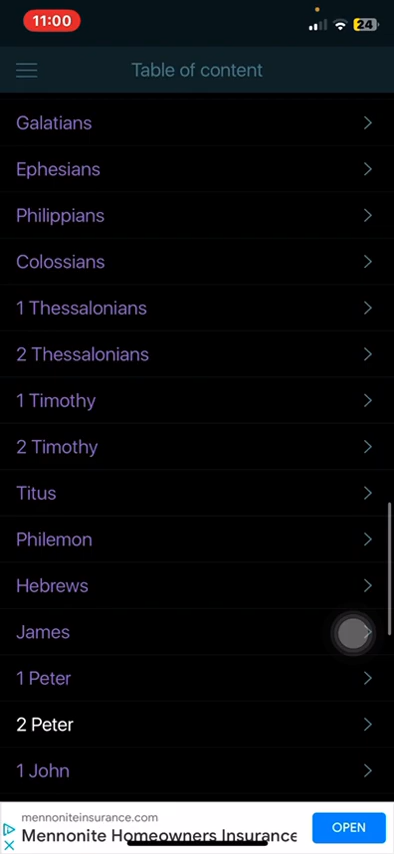 11:00
24
Table of content
Galatians
Ephesians
Philippians
Colossians
1 Thessalonians
2 Thessalonians
1 Timothy
2 Timothy
Titus
Philemon
Hebrews
James
1 Peter
2 Peter
1 John
mennoniteinsurance.com
Mennonite Homeowners Insurance
OPEN